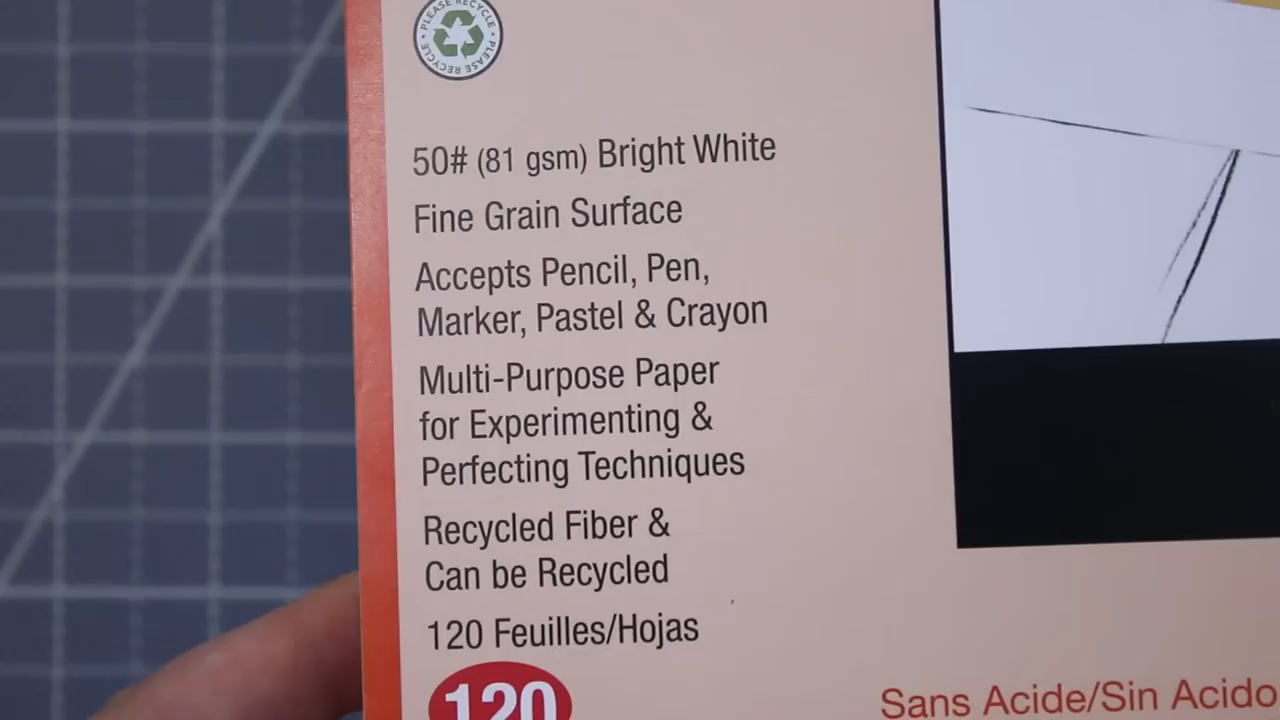 PLEASE RECYCLE • PLEASE RECYCLE •
50# (81 gsm) Bright White
Fine Grain Surface
Accepts Pencil, Pen,
Marker, Pastel & Crayon
Multi-Purpose Paper
for Experimenting &
Perfecting Techniques
Recycled Fiber &
Can be Recycled
120 Feuilles/Hojas
120
Sans Acide/Sin Acido